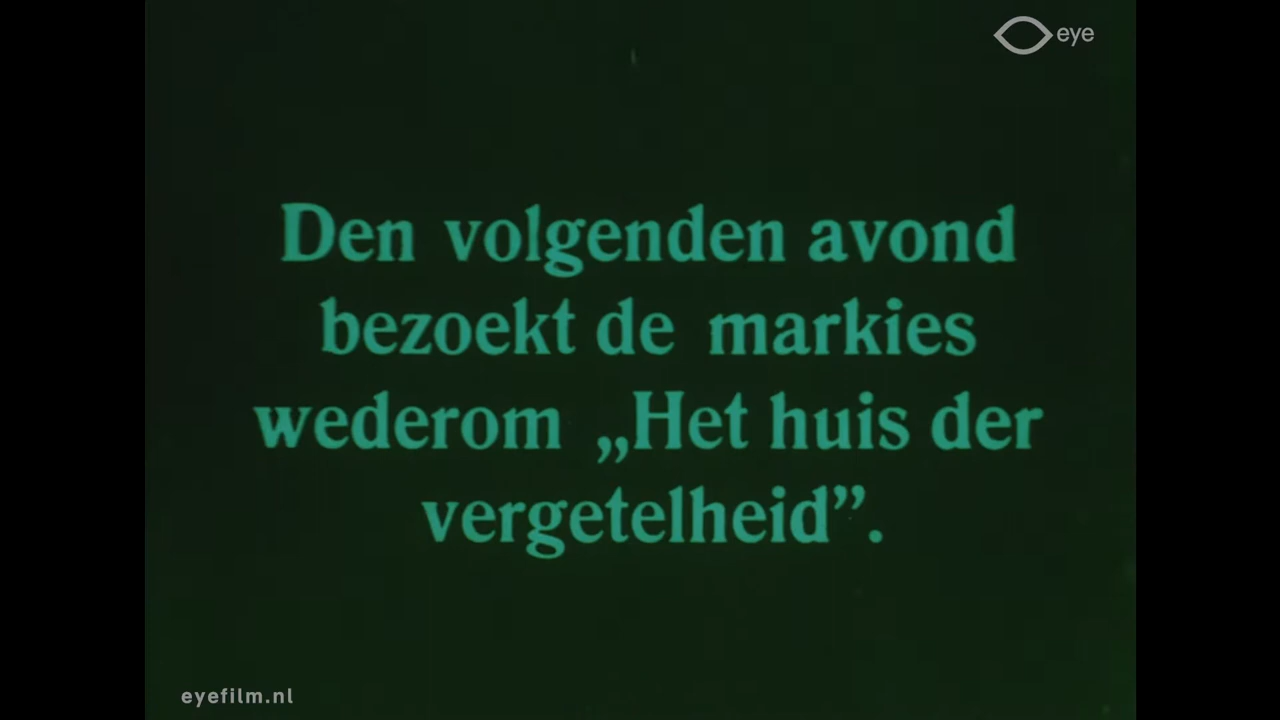 eye
Den volgenden avond
bezoekt de markies
wederom „Het huis der
vergetelheid”.
eyefilm.nl